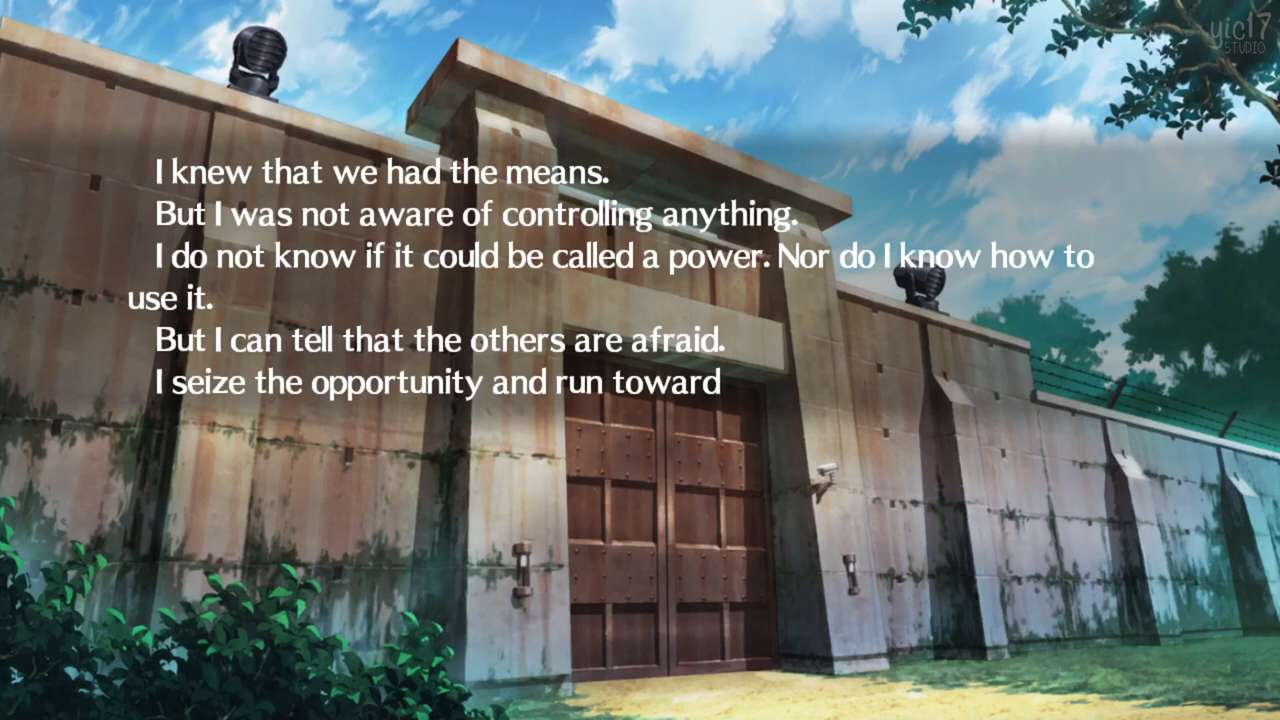 yic17
STUDIO
I knew that we had the means.
But I was not aware of controlling anything.
I do not know if it could be called a power. Nor do I know how to
use it.
But I can tell that the others are afraid.
I seize the opportunity and run toward